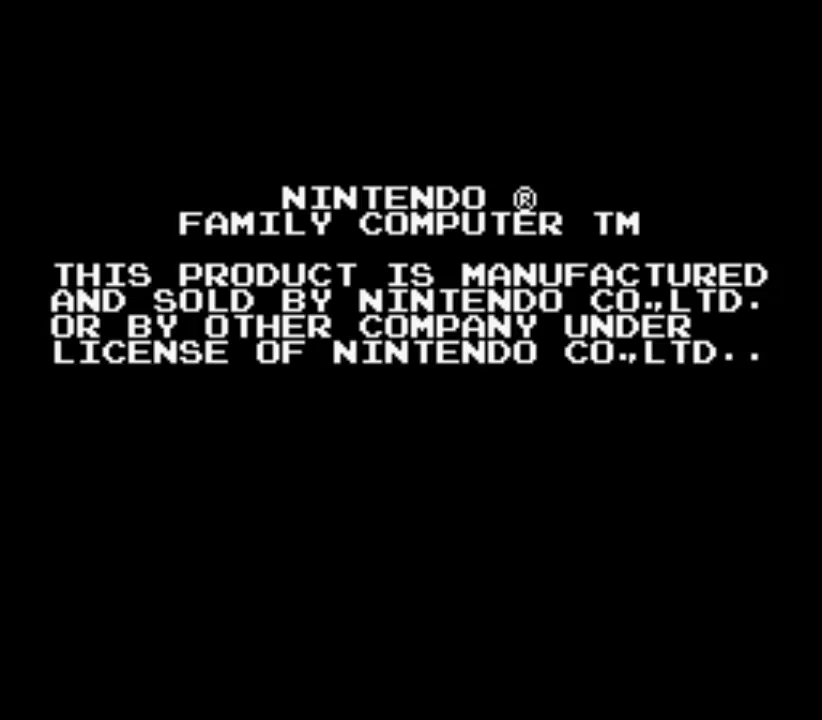 NINTENDO ®
FAMILY COMPUTER TM
THIS PRODUCT IS MANUFACTURED
AND SOLD BY NINTENDO CO.,LTD.
OR BY OTHER COMPANY UNDER
LICENSE OF NINTENDO CO.,LTD..